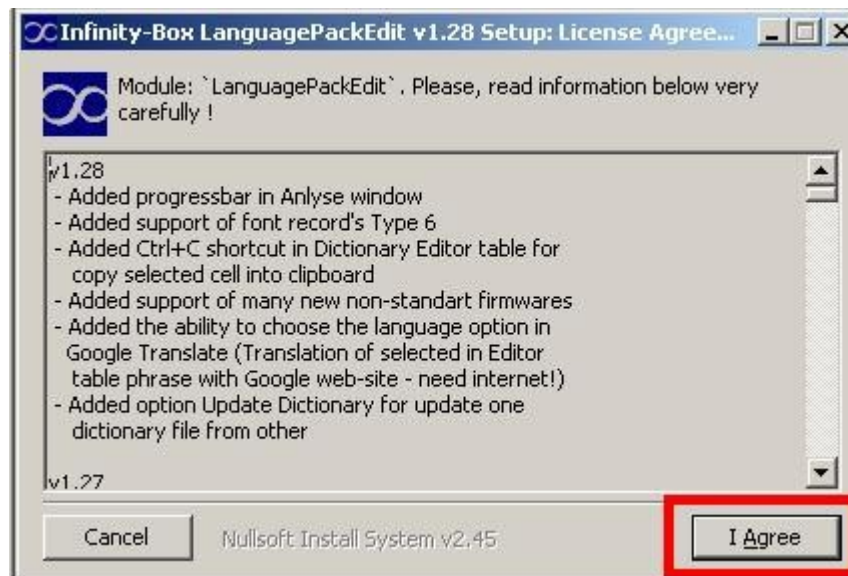 Infinity-Box LanguagePackEdit v1.28 Setup: License Agree...
Module: `LanguagePackEdit`. Please, read information below very
carefully !
v1.28
- Added progressbar in Anlyse window
- Added support of font record's Type 6
- Added Ctrl+C shortcut in Dictionary Editor table for
copy selected cell into clipboard
- Added support of many new non-standart firmwares
- Added the ability to choose the language option in
Google Translate (Translation of selected in Editor
table phrase with Google web-site - need internet!)
- Added option Update Dictionary for update one
dictionary file from other
v1.27
Cancel
Nullsoft Install System v2.45
I Agree